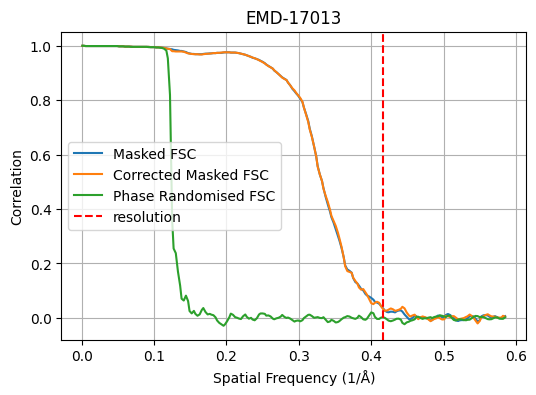 EMD-17013
1.0
0.8
0.6
0.4
0.2
0.0
Correlation
Masked FSC
Corrected Masked FSC
Phase Randomised FSC
resolution
0.0 0.1 0.2 0.3 0.4 0.5 0.6
Spatial Frequency (1/Å)